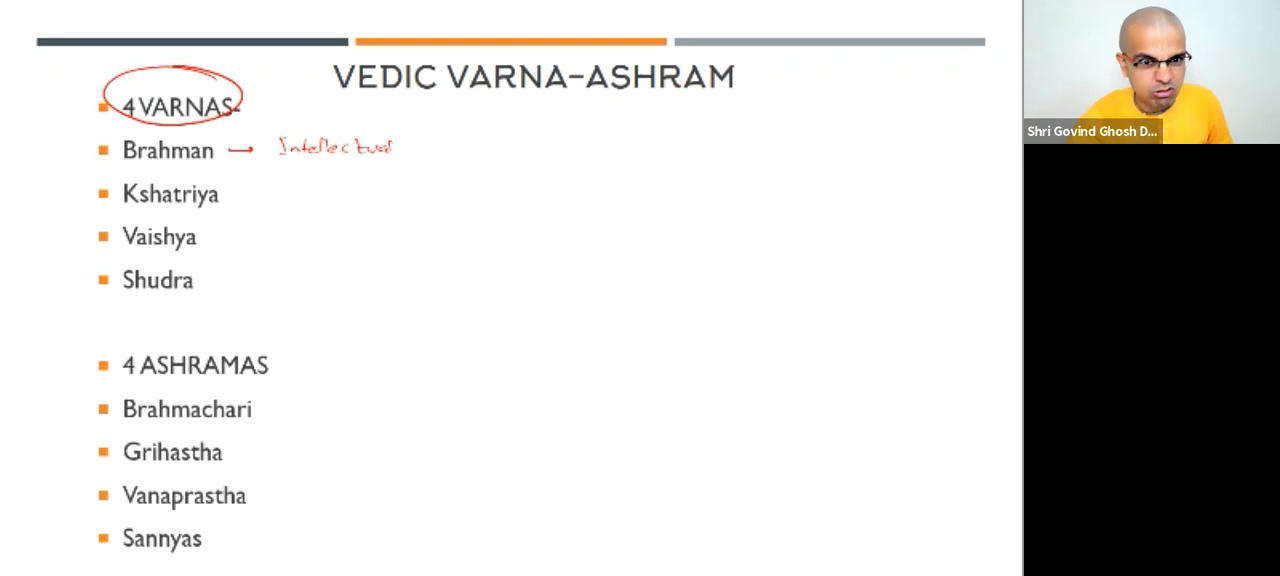 VEDIC VARNA-ASHRAM
4 VARNAS-
Brahman → Intellectual
Kshatriya
Vaishya
Shudra
4 ASHRAMAS
Brahmachari
Grihastha
Vanaprastha
Sannyas
Shri Govind Ghosh D...